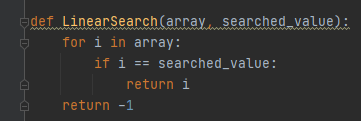 def LinearSearch(array, searched_value):
    for i in array:
        if i == searched_value:
            return i
    return -1